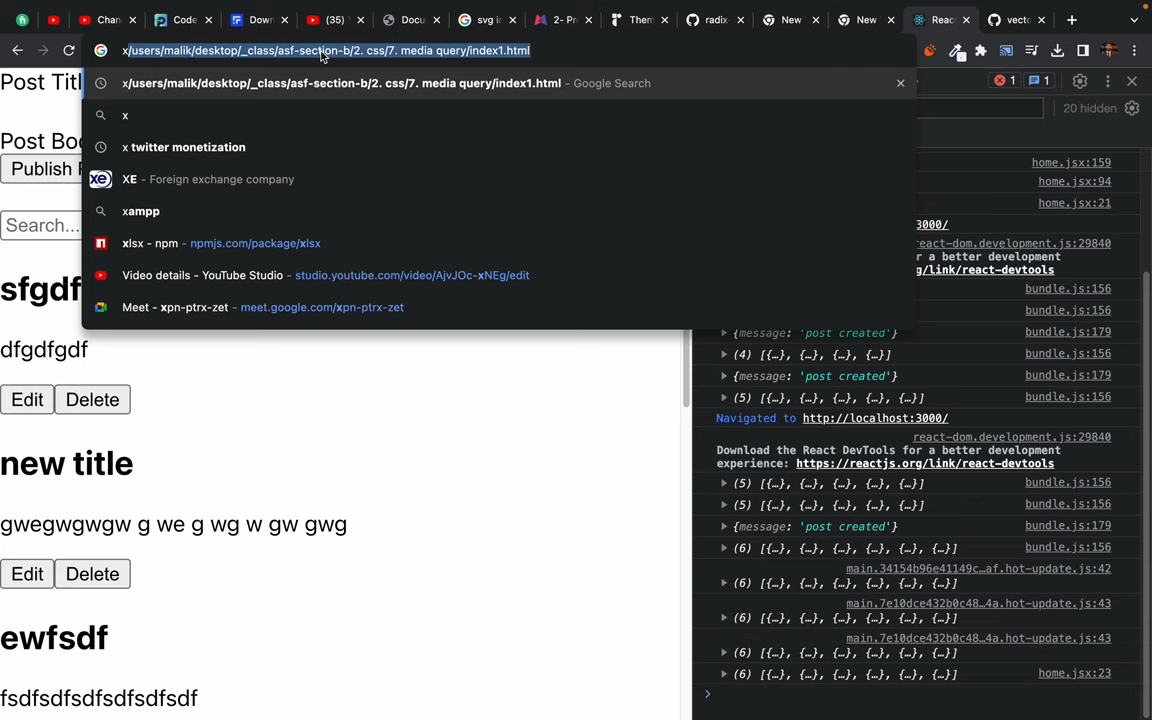 Chan
Code
Down
(35)
Docu
svg in
2- Pr
Them
radix-
New
New
Reac
vecto
x/users/malik/desktop/_class/asf-section-b/2. css/7. media query/index1.html
x/users/malik/desktop/_class/asf-section-b/2. css/7. media query/index1.html - Google Search
x
x twitter monetization
XE - Foreign exchange company
xampp
xlsx - npm - npmjs.com/package/xlsx
Video details - YouTube Studio - studio.youtube.com/video/AjvJOc-xNEg/edit
Meet - xpn-ptrx-zet - meet.google.com/xpn-ptrx-zet
Post Titl
Post Bod
Publish
Search...
sfgdf
dfgdfgdf
Edit
Delete
new title
gwegwgwgw g we g wg w gw gwg
Edit
Delete
ewfsdf
fsdfsdfsdfsdfsdfsdf
1
1
20 hidden
home.jsx:159
home.jsx:94
home.jsx:21
:3000/
react-dom.development.js:29840
a better development
g/link/react-devtools
bundle.js:156
bundle.js:156
{message: 'post created'} bundle.js:179
(4) [{…}, {…}, {…}, {…}] bundle.js:156
{message: 'post created'} bundle.js:179
(5) [{…}, {…}, {…}, {…}, {…}] bundle.js:156
Navigated to http://localhost:3000/
react-dom.development.js:29840
Download the React DevTools for a better development
experience: https://reactjs.org/link/react-devtools
(5) [{…}, {…}, {…}, {…}, {…}] bundle.js:156
(5) [{…}, {…}, {…}, {…}, {…}] bundle.js:156
{message: 'post created'} bundle.js:179
(6) [{…}, {…}, {…}, {…}, {…}, {…}] bundle.js:156
main.34154b96e41149c…af.hot-update.js:42
(6) [{…}, {…}, {…}, {…}, {…}, {…}]
main.7e10dce432b0c48…4a.hot-update.js:43
(6) [{…}, {…}, {…}, {…}, {…}, {…}]
main.7e10dce432b0c48…4a.hot-update.js:43
(6) [{…}, {…}, {…}, {…}, {…}, {…}]
(6) [{…}, {…}, {…}, {…}, {…}, {…}] home.jsx:23